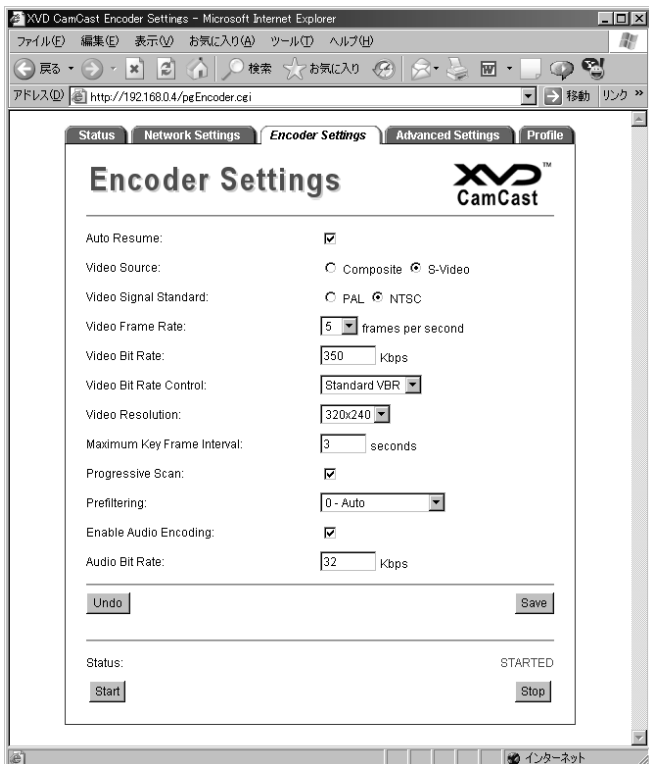 XVD CamCast Encoder Settings - Microsoft Internet Explorer
ファイル(F) 編集(E) 表示(V) お気に入り(A) ツール(T) ヘルプ(H)
戻る 検索 お気に入り
アドレス(D) http://192.168.0.4/pgEncoder.cgi 移動 リンク »
Status Network Settings Encoder Settings Advanced Settings Profile
Encoder Settings
XVD™
CamCast
Auto Resume:
Video Source: Composite S-Video
Video Signal Standard: PAL NTSC
Video Frame Rate: 5 frames per second
Video Bit Rate: 350 Kbps
Video Bit Rate Control: Standard VBR
Video Resolution: 320x240
Maximum Key Frame Interval: 3 seconds
Progressive Scan:
Prefiltering: 0 - Auto
Enable Audio Encoding:
Audio Bit Rate: 32 Kbps
Undo Save
Status: STARTED
Start Stop
インターネット